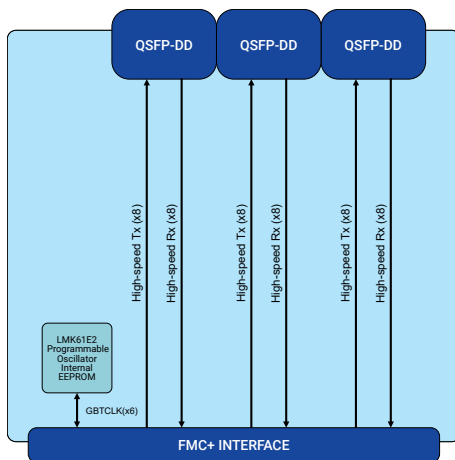 QSFP-DD
QSFP-DD
QSFP-DD
High-speed Tx (x8)
High-speed Rx (x8)
High-speed Tx (x8)
High-speed Rx (x8)
High-speed Tx (x8)
High-speed Rx (x8)
LMK61E2
Programmable
Oscillator
Internal
EEPROM
GBTCLK(x6)
FMC+ INTERFACE